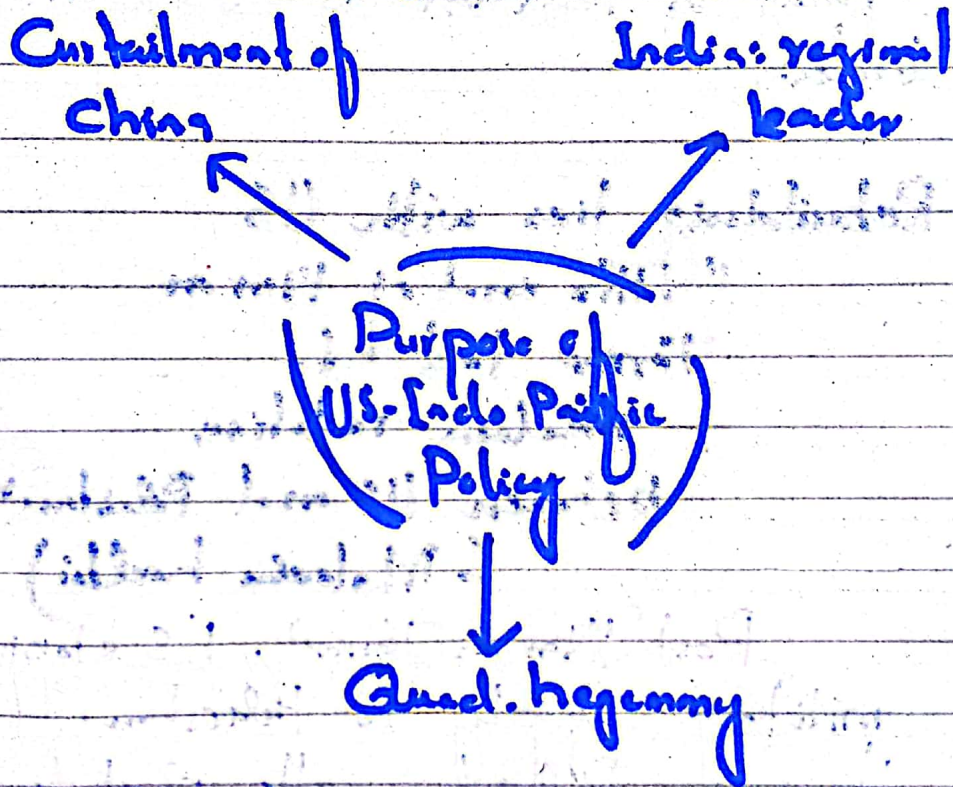 Curtailment of
China
India: regional
leader
Purpose of
US-Indo Pacific
Policy
Quad. hegemony